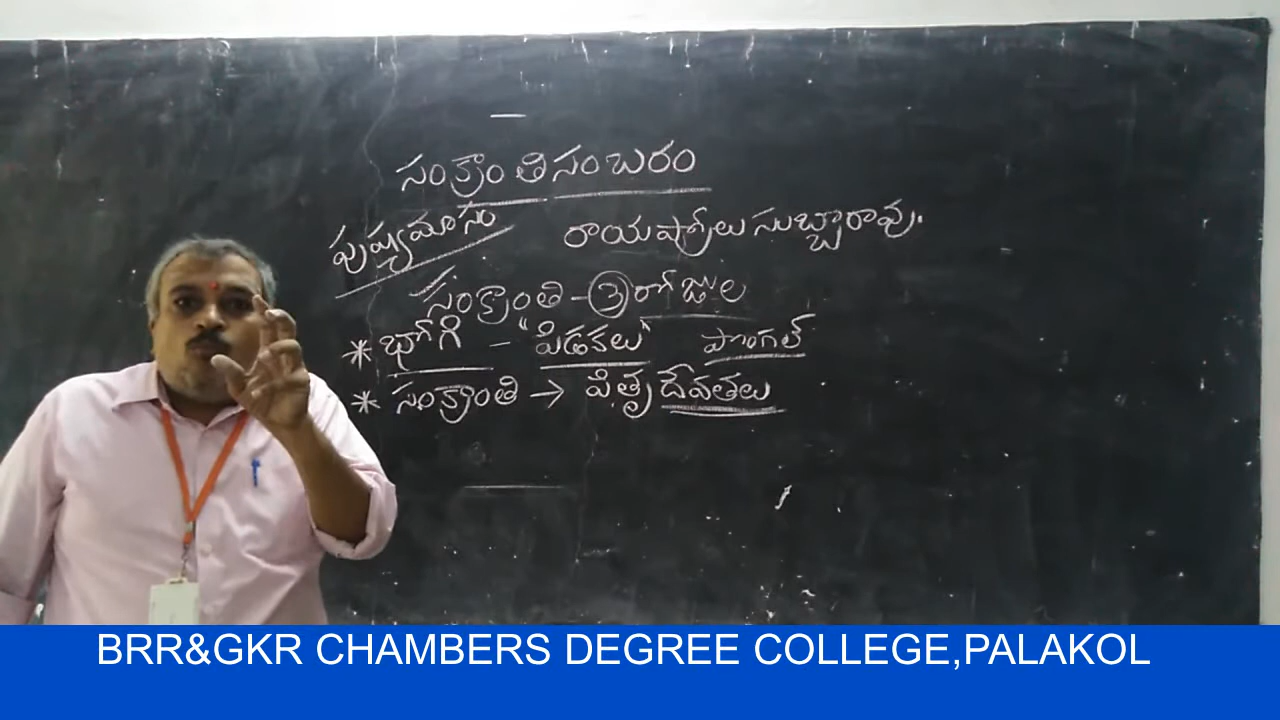 సంక్రాంతి సంబరం
పుష్యమాసం రాయప్రోలు సుబ్బారావు.
సంక్రాంతి - 3 రోజుల
* భోగి - "పిడకలు" పొంగల్
* సంక్రాంతి → పితృ దేవతలు
BRR&GKR CHAMBERS DEGREE COLLEGE,PALAKOL